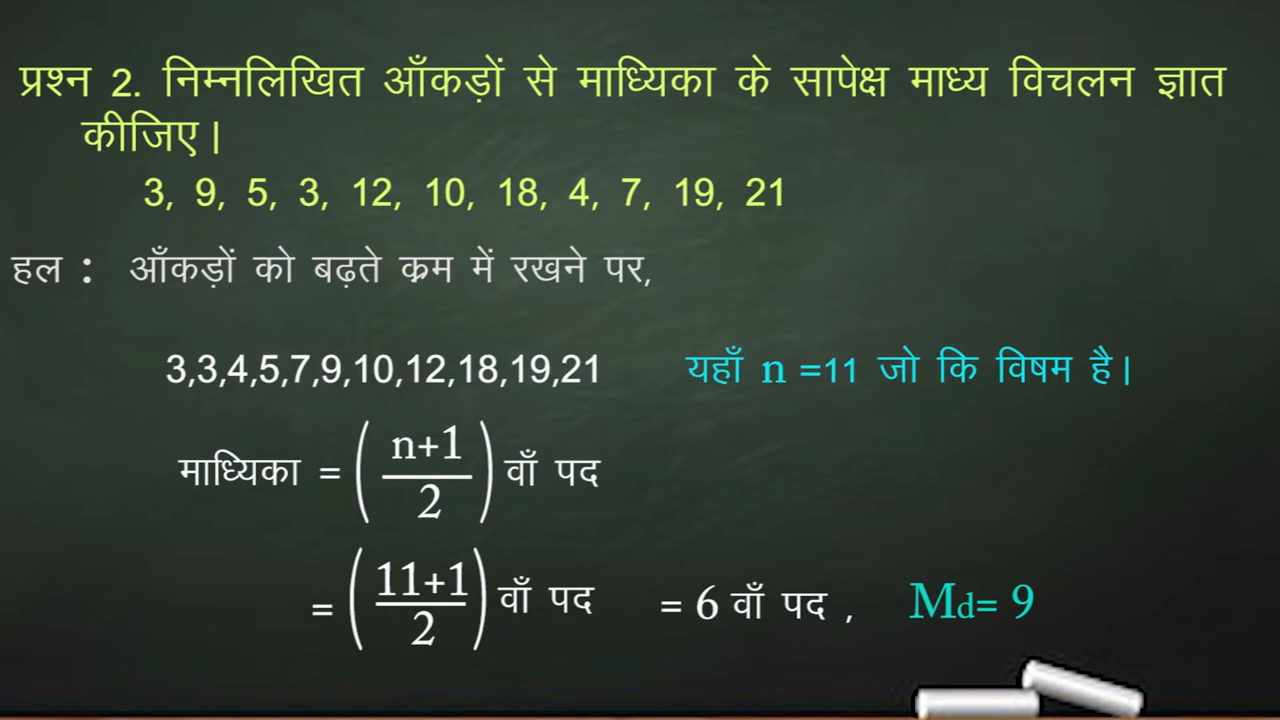 प्रश्न 2. निम्नलिखित आँकड़ों से माध्यिका के सापेक्ष माध्य विचलन ज्ञात
कीजिए।
3, 9, 5, 3, 12, 10, 18, 4, 7, 19, 21
हल : आँकड़ों को बढ़ते क्रम में रखने पर,
3,3,4,5,7,9,10,12,18,19,21 यहाँ n =11 जो कि विषम है।
माध्यिका = (n+1/2) वाँ पद
= (11+1/2) वाँ पद = 6 वाँ पद , Md= 9